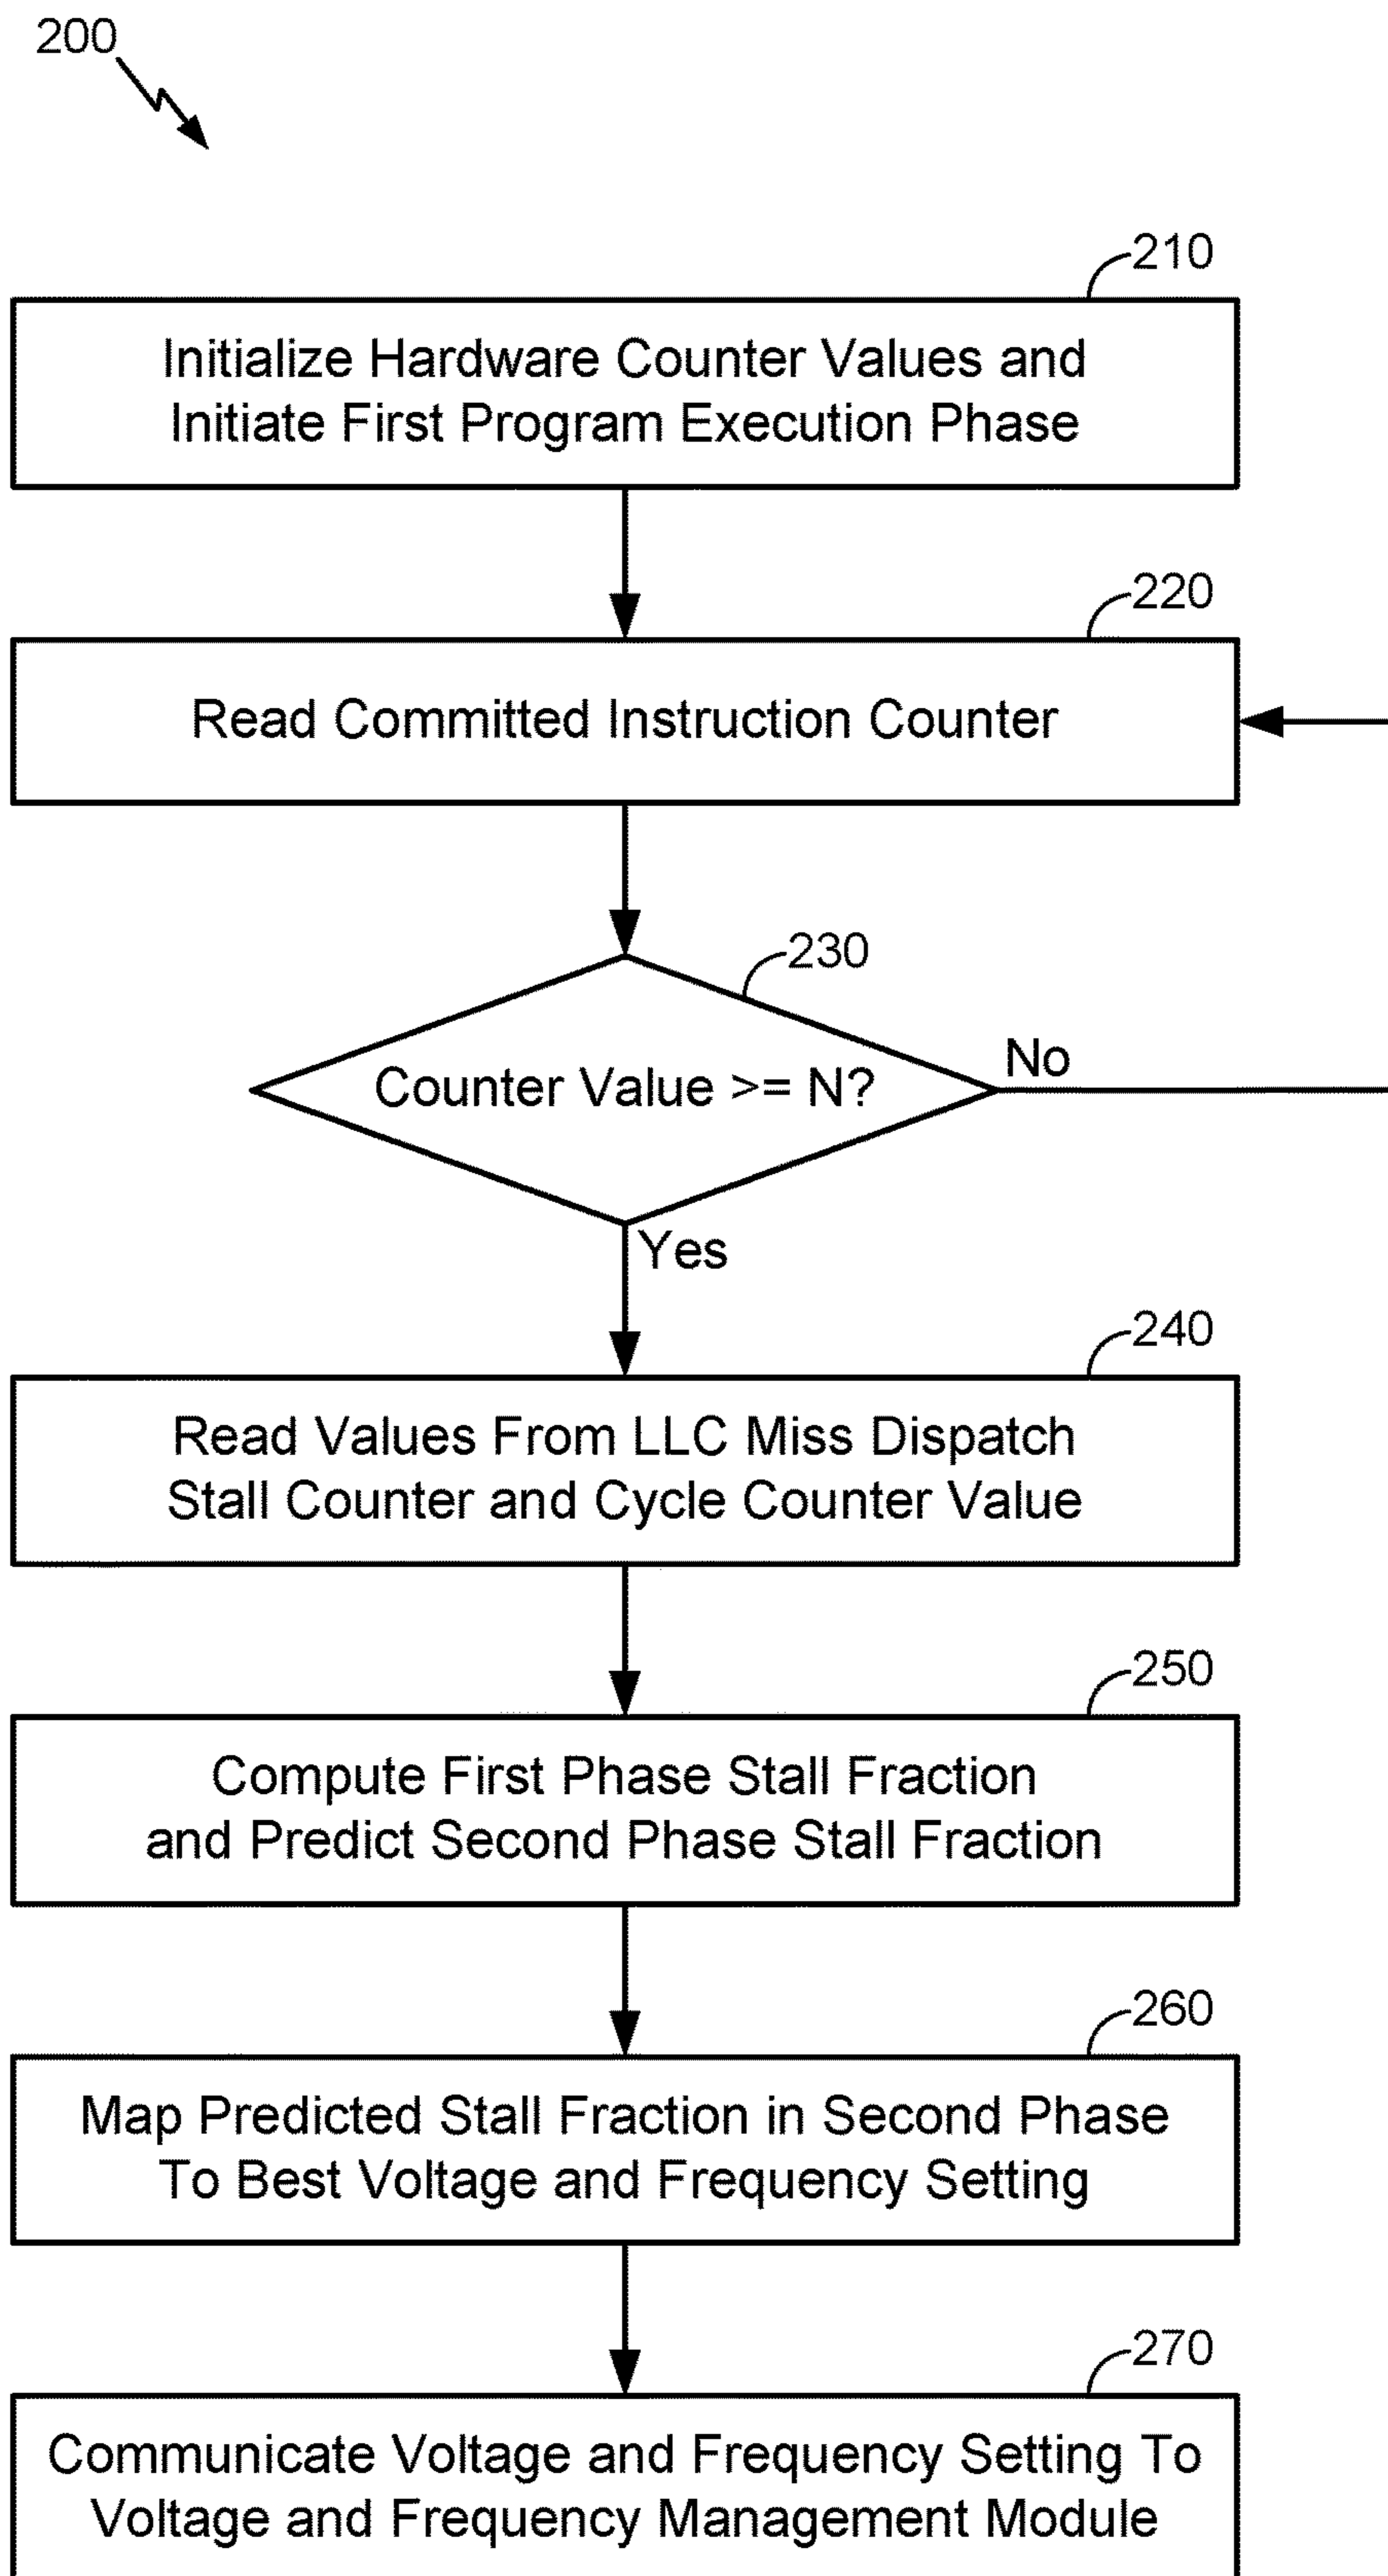 200
210
Initialize Hardware Counter Values and
Initiate First Program Execution Phase
220
Read Committed Instruction Counter
230
Counter Value >= N?
No
Yes
240
Read Values From LLC Miss Dispatch
Stall Counter and Cycle Counter Value
250
Compute First Phase Stall Fraction
and Predict Second Phase Stall Fraction
260
Map Predicted Stall Fraction in Second Phase
To Best Voltage and Frequency Setting
270
Communicate Voltage and Frequency Setting To
Voltage and Frequency Management Module